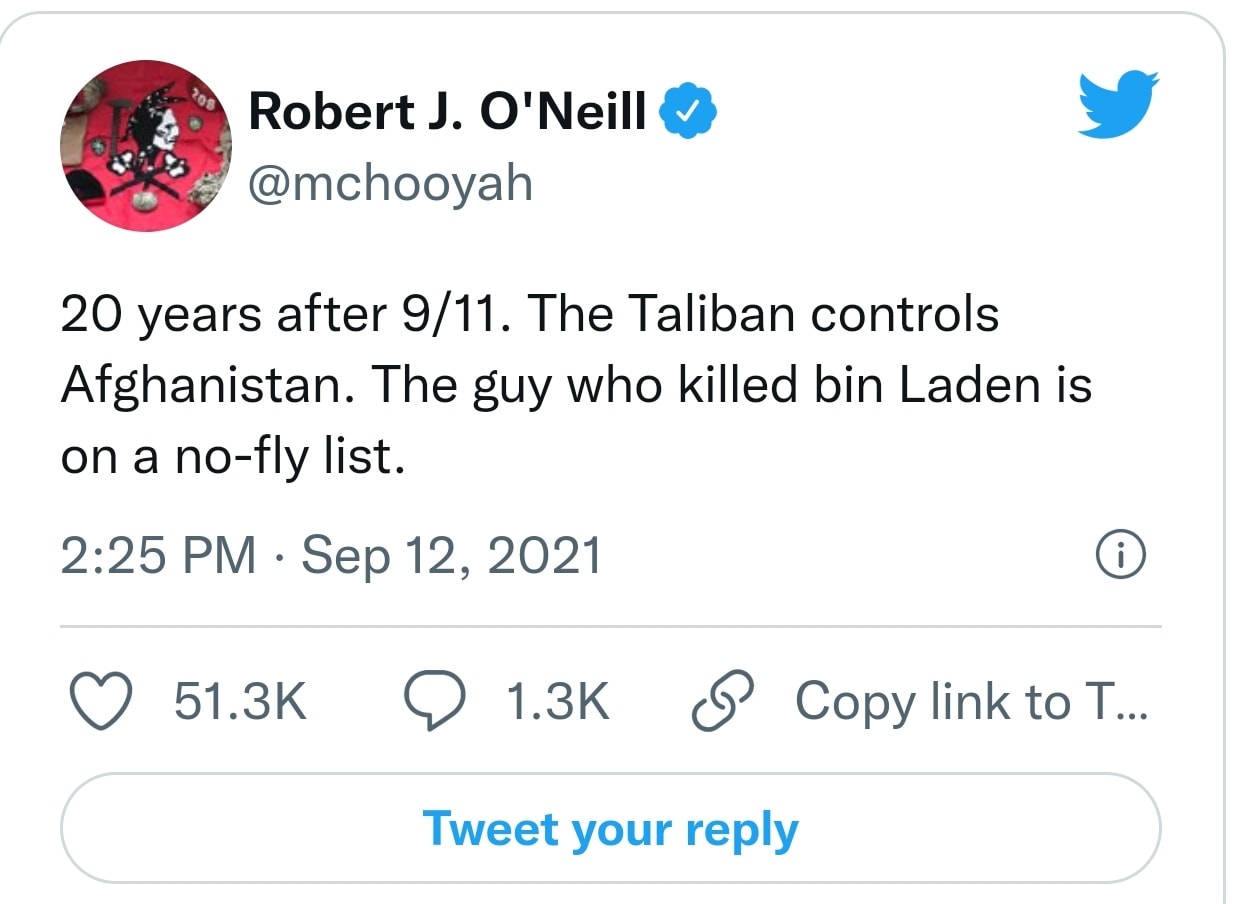 Robert J. O'Neill
@mchooyah
20 years after 9/11. The Taliban controls
Afghanistan. The guy who killed bin Laden is
on a no-fly list.
2:25 PM · Sep 12, 2021
51.3K 1.3K Copy link to T...
Tweet your reply